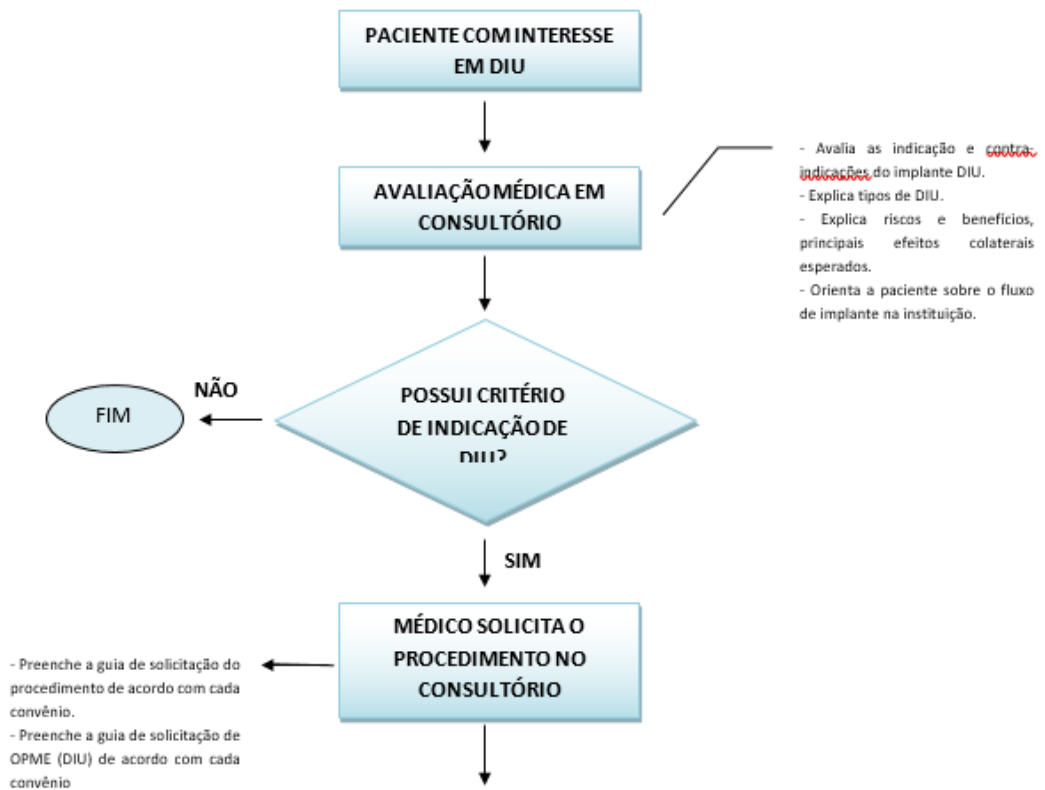 PACIENTE COM INTERESSE
EM DIU
AVALIAÇÃO MÉDICA EM
CONSULTÓRIO
- Avalia as indicação e contra-
indicações do implante DIU.
- Explica tipos de DIU.
- Explica riscos e benefícios,
principais efeitos colaterais
esperados.
- Orienta a paciente sobre o fluxo
de implante na instituição.
POSSUI CRITÉRIO
DE INDICAÇÃO DE
DIU?
NÃO
FIM
SIM
MÉDICO SOLICITA O
PROCEDIMENTO NO
CONSULTÓRIO
- Preenche a guia de solicitação do
procedimento de acordo com cada
convênio.
- Preenche a guia de solicitação de
OPME (DIU) de acordo com cada
convênio